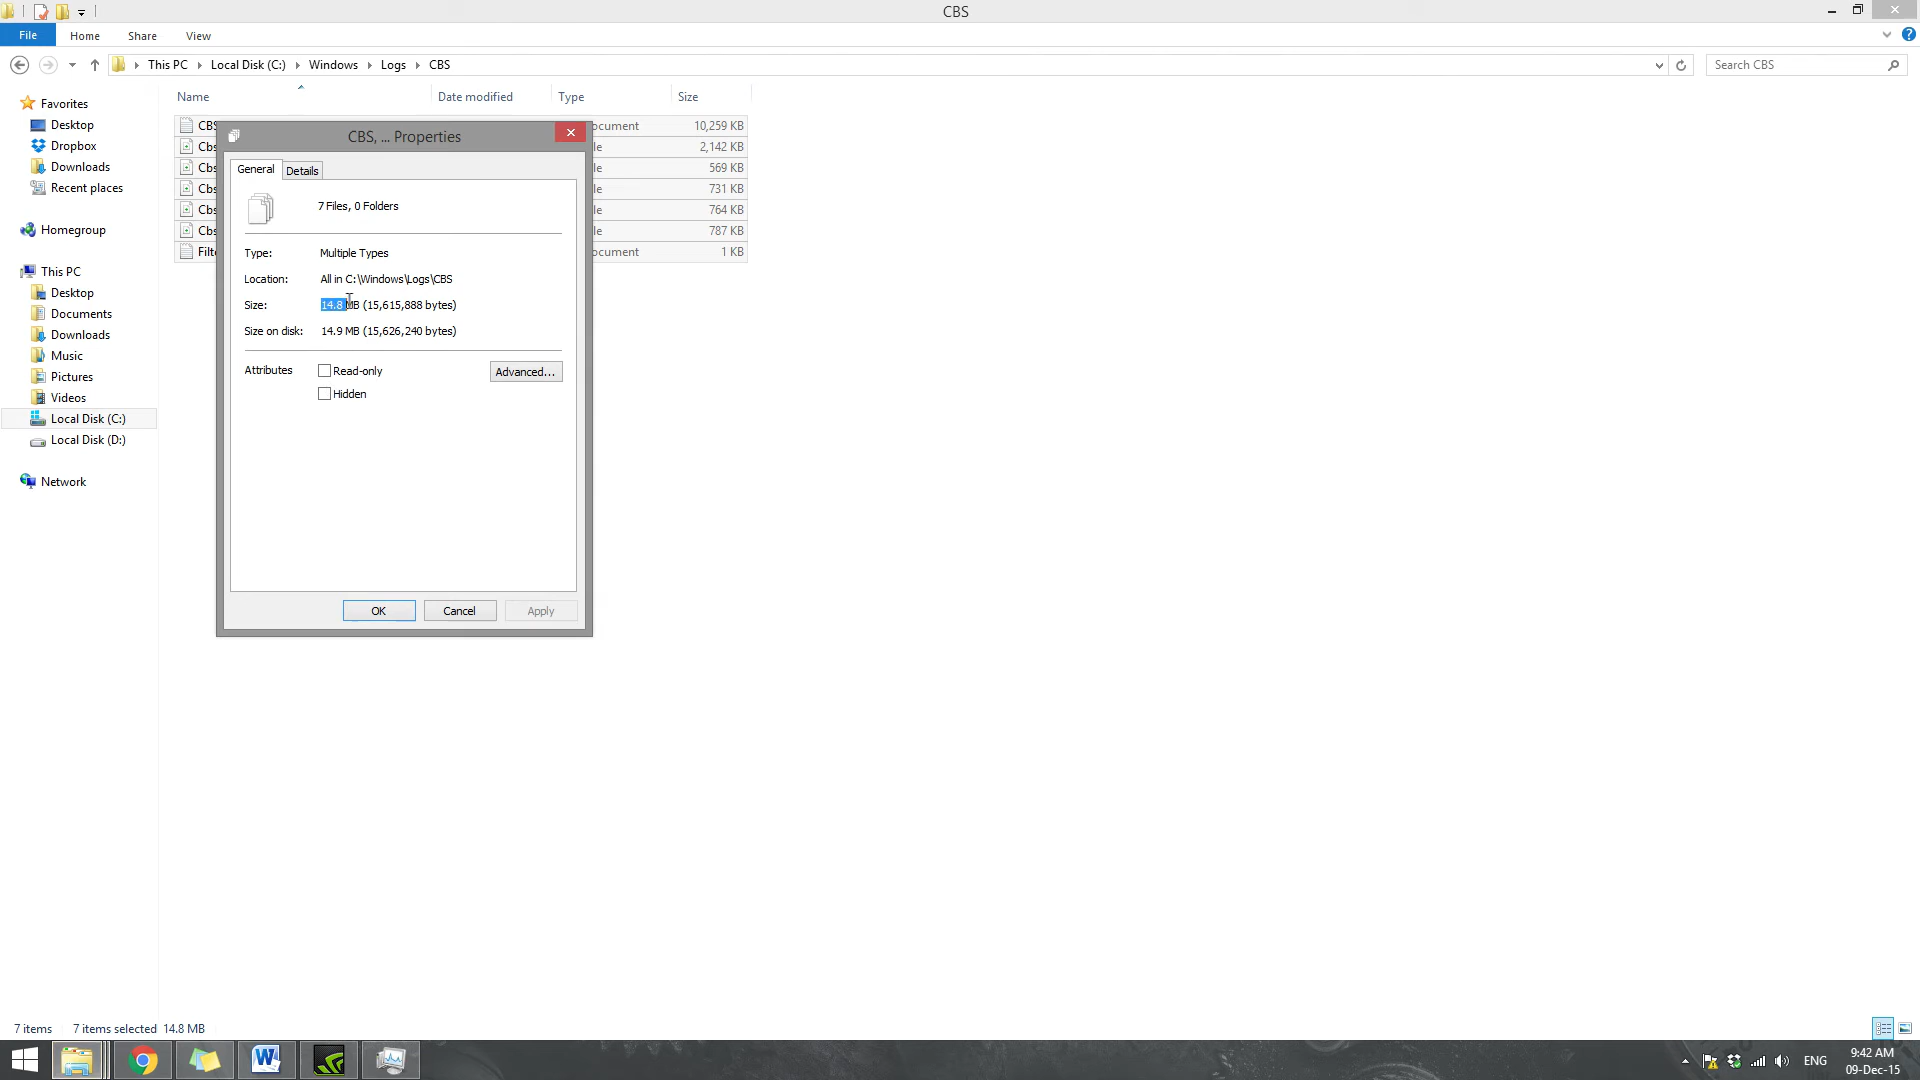 CBS
File Home Share View
This PC Local Disk (C:) Windows Logs CBS
Search CBS
Name Date modified Type Size
Favorites
Desktop
Dropbox
Downloads
Recent places
Homegroup
This PC
Desktop
Documents
Downloads
Music
Pictures
Videos
Local Disk (C:)
Local Disk (D:)
Network
CBS 10,259 KB
2,142 KB
569 KB
731 KB
764 KB
787 KB
1 KB
CBS, ... Properties
General Details
7 Files, 0 Folders
Type: Multiple Types
Location: All in C:\Windows\Logs\CBS
Size: 14.8 MB (15,615,888 bytes)
Size on disk: 14.9 MB (15,626,240 bytes)
Attributes Read-only Advanced...
Hidden
OK Cancel Apply
7 items 7 items selected 14.8 MB
ENG
9:42 AM
09-Dec-15